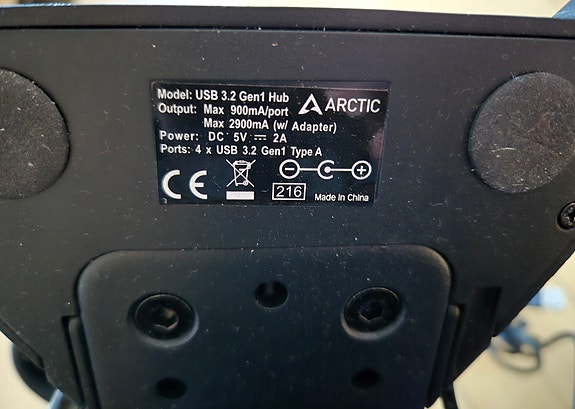 Model: USB 3.2 Gen1 Hub
ARCTIC
Output: Max 900mA/port
Max 2900mA (w/ Adapter)
Power: DC 5V ⎓ 2A
Ports: 4 x USB 3.2 Gen1 Type A
CE
216
Made In China